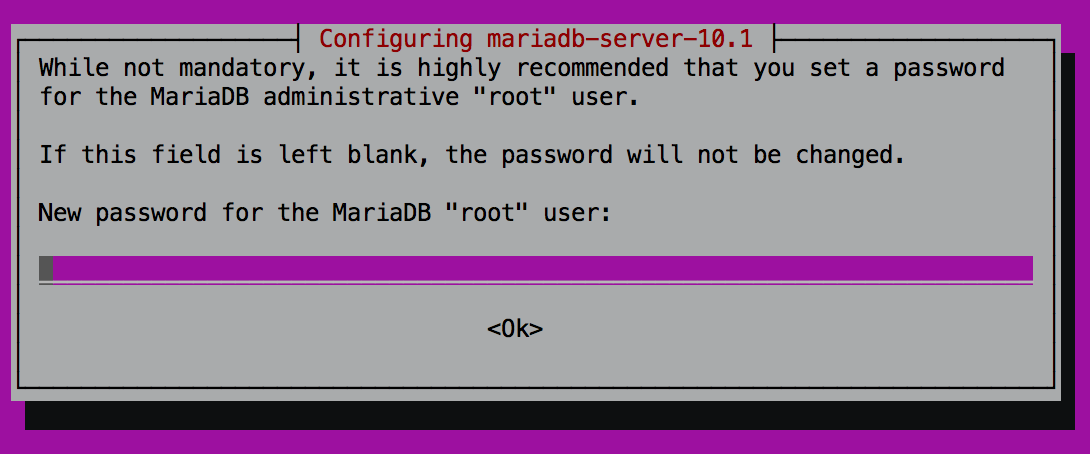 Configuring mariadb-server-10.1
While not mandatory, it is highly recommended that you set a password
for the MariaDB administrative "root" user.
If this field is left blank, the password will not be changed.
New password for the MariaDB "root" user:
<Ok>